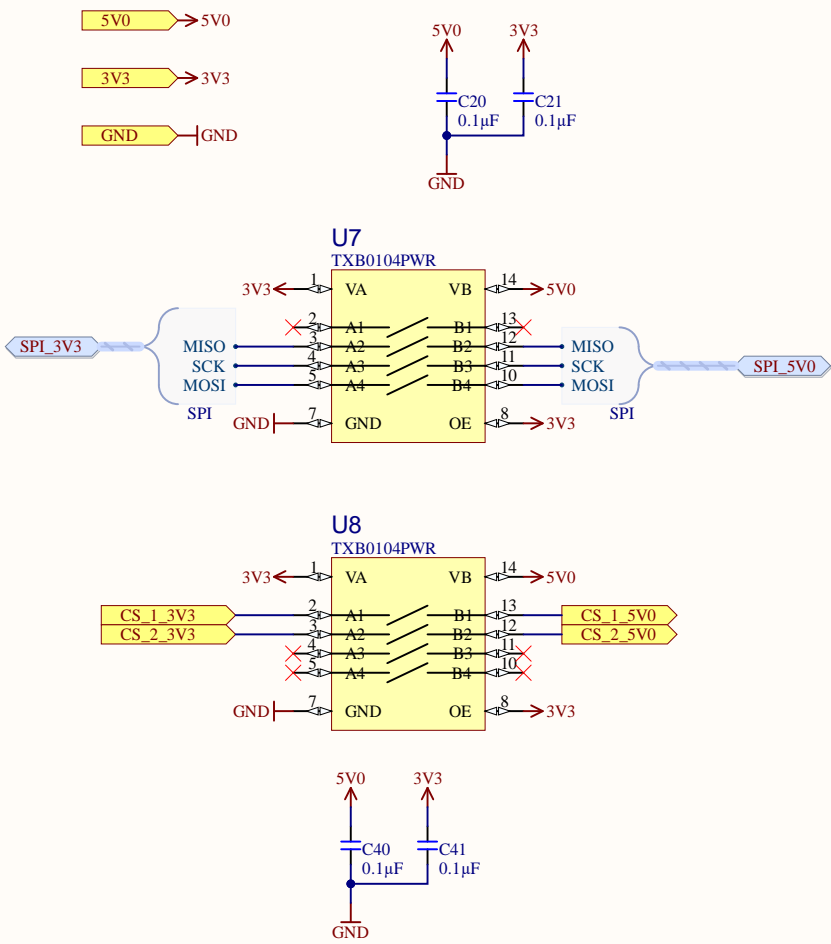 5V0 5V0
3V3 3V3
GND GND
5V0 3V3
C20 C21
0.1µF 0.1µF
GND
U7
TXB0104PWR
3V3 1 VA VB 14 5V0
2 A1 B1 13
SPI_3V3 MISO 3 A2 B2 12 MISO SPI_5V0
SCK 4 A3 B3 11 SCK
MOSI 5 A4 B4 10 MOSI
SPI SPI
GND 7 GND OE 8 3V3
U8
TXB0104PWR
3V3 1 VA VB 14 5V0
CS_1_3V3 2 A1 B1 13 CS_1_5V0
CS_2_3V3 3 A2 B2 12 CS_2_5V0
4 A3 B3 11
5 A4 B4 10
GND 7 GND OE 8 3V3
5V0 3V3
C40 C41
0.1µF 0.1µF
GND